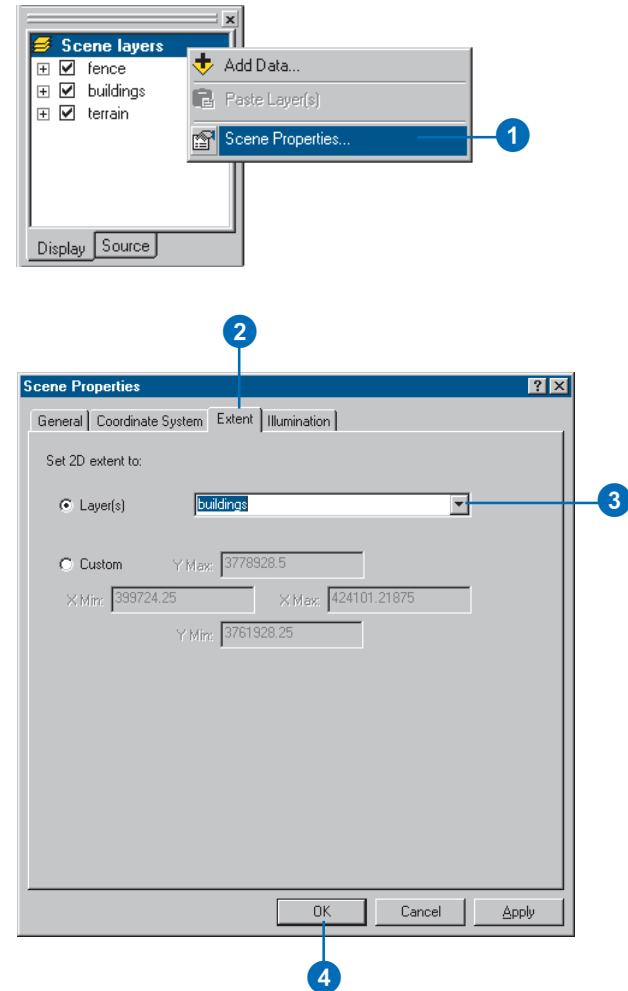 Scene layers
fence
buildings
terrain
Add Data...
Paste Layer(s)
Scene Properties...
1
Display Source
2
Scene Properties
General Coordinate System Extent Illumination
Set 2D extent to:
Layer(s) buildings
3
Custom Y Max: 3778928.5
X Min: 399724.25 X Max: 424101.21875
Y Min: 3761928.25
OK Cancel Apply
4